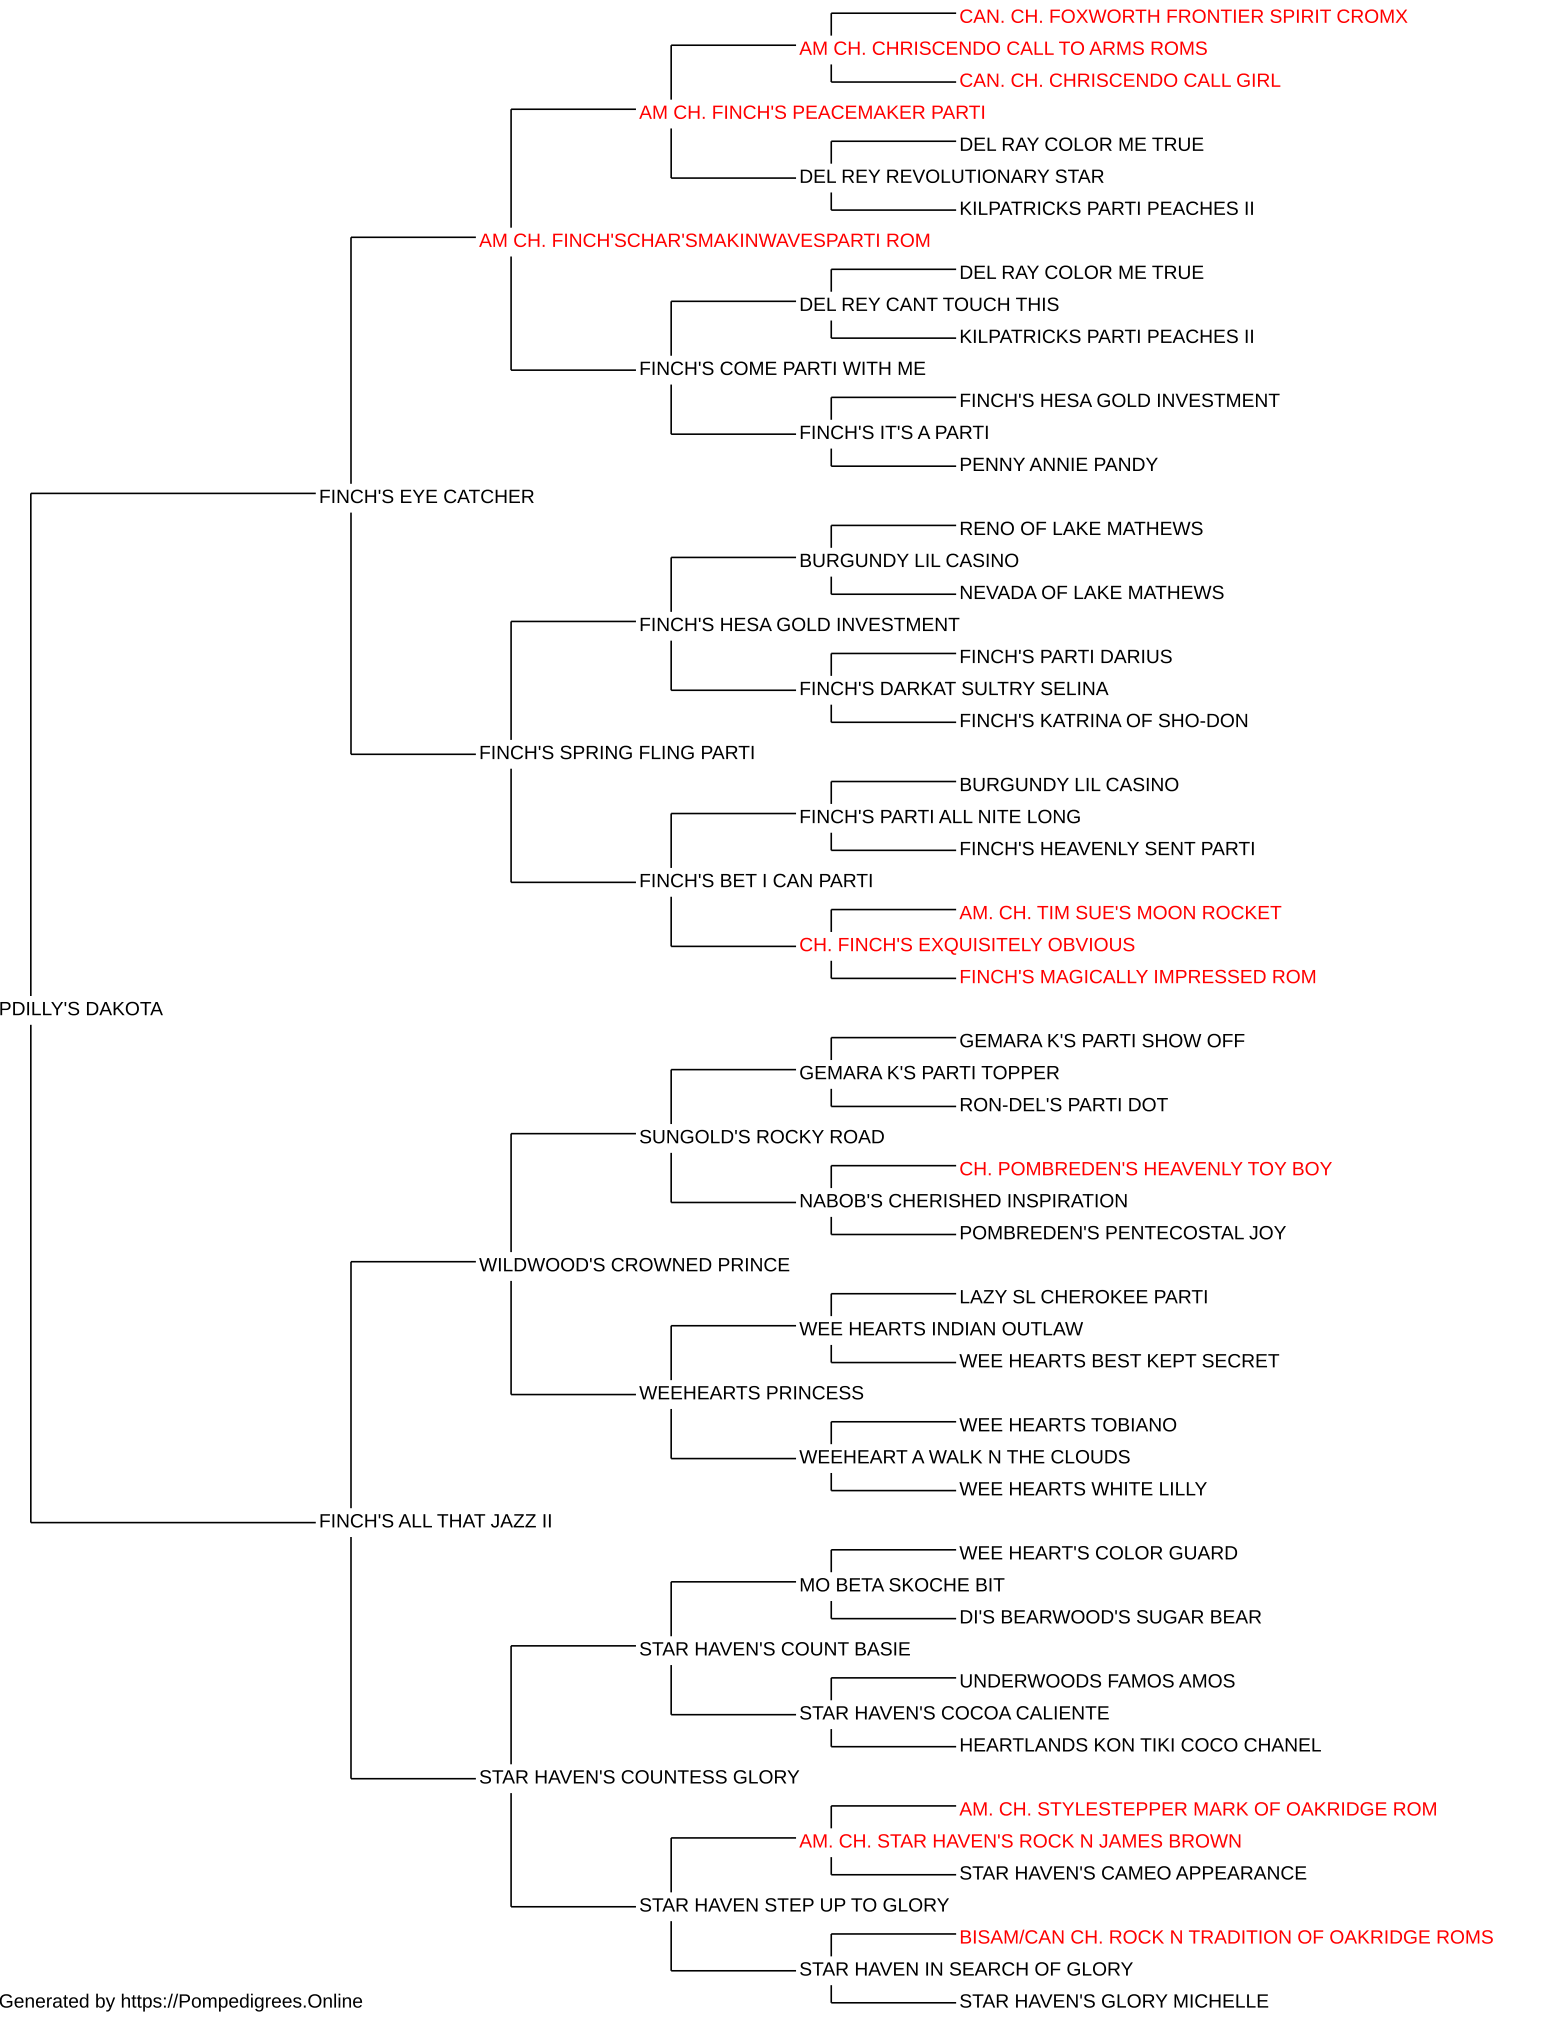 CAN. CH. FOXWORTH FRONTIER SPIRIT CROMX
AM CH. CHRISCENDO CALL TO ARMS ROMS
CAN. CH. CHRISCENDO CALL GIRL
AM CH. FINCH'S PEACEMAKER PARTI
DEL RAY COLOR ME TRUE
DEL REY REVOLUTIONARY STAR
KILPATRICKS PARTI PEACHES II
AM CH. FINCH'SCHAR'SMAKINWAVESPARTI ROM
DEL RAY COLOR ME TRUE
DEL REY CANT TOUCH THIS
KILPATRICKS PARTI PEACHES II
FINCH'S COME PARTI WITH ME
FINCH'S HESA GOLD INVESTMENT
FINCH'S IT'S A PARTI
PENNY ANNIE PANDY
FINCH'S EYE CATCHER
RENO OF LAKE MATHEWS
BURGUNDY LIL CASINO
NEVADA OF LAKE MATHEWS
FINCH'S HESA GOLD INVESTMENT
FINCH'S PARTI DARIUS
FINCH'S DARKAT SULTRY SELINA
FINCH'S KATRINA OF SHO-DON
FINCH'S SPRING FLING PARTI
BURGUNDY LIL CASINO
FINCH'S PARTI ALL NITE LONG
FINCH'S HEAVENLY SENT PARTI
FINCH'S BET I CAN PARTI
AM. CH. TIM SUE'S MOON ROCKET
CH. FINCH'S EXQUISITELY OBVIOUS
FINCH'S MAGICALLY IMPRESSED ROM
PDILLY'S DAKOTA
GEMARA K'S PARTI SHOW OFF
GEMARA K'S PARTI TOPPER
RON-DEL'S PARTI DOT
SUNGOLD'S ROCKY ROAD
CH. POMBREDEN'S HEAVENLY TOY BOY
NABOB'S CHERISHED INSPIRATION
POMBREDEN'S PENTECOSTAL JOY
WILDWOOD'S CROWNED PRINCE
LAZY SL CHEROKEE PARTI
WEE HEARTS INDIAN OUTLAW
WEE HEARTS BEST KEPT SECRET
WEEHEARTS PRINCESS
WEE HEARTS TOBIANO
WEEHEART A WALK N THE CLOUDS
WEE HEARTS WHITE LILLY
FINCH'S ALL THAT JAZZ II
WEE HEART'S COLOR GUARD
MO BETA SKOCHE BIT
DI'S BEARWOOD'S SUGAR BEAR
STAR HAVEN'S COUNT BASIE
UNDERWOODS FAMOS AMOS
STAR HAVEN'S COCOA CALIENTE
HEARTLANDS KON TIKI COCO CHANEL
STAR HAVEN'S COUNTESS GLORY
AM. CH. STYLESTEPPER MARK OF OAKRIDGE ROM
AM. CH. STAR HAVEN'S ROCK N JAMES BROWN
STAR HAVEN'S CAMEO APPEARANCE
STAR HAVEN STEP UP TO GLORY
BISAM/CAN CH. ROCK N TRADITION OF OAKRIDGE ROMS
STAR HAVEN IN SEARCH OF GLORY
STAR HAVEN'S GLORY MICHELLE
Generated by https://Pompedigrees.Online